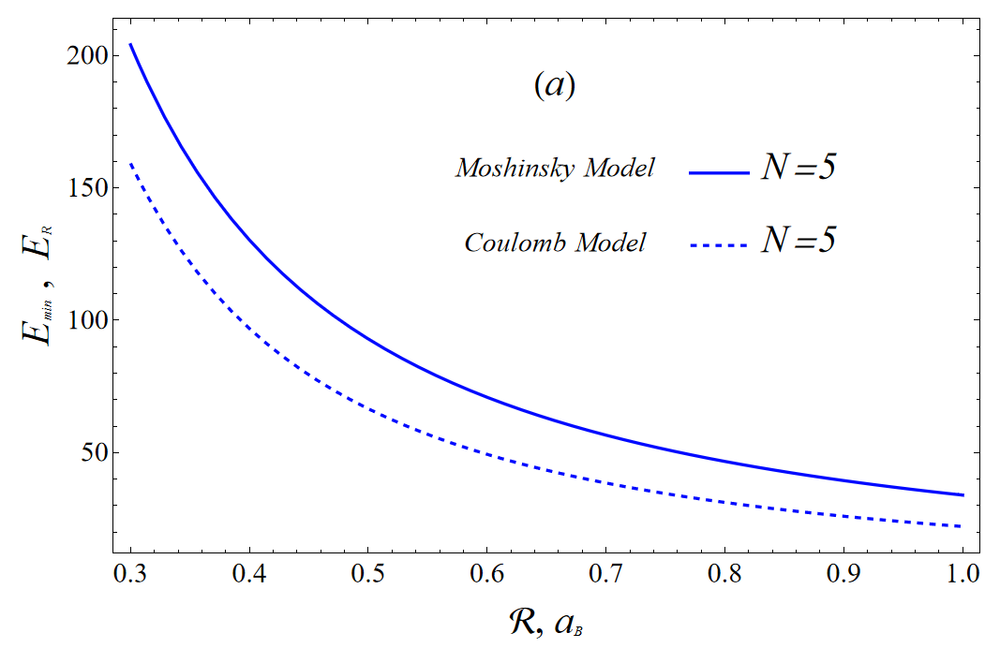 (a)
Moshinsky Model N=5
Coulomb Model N=5
E_min, E_R
200
150
100
50
0.3 0.4 0.5 0.6 0.7 0.8 0.9 1.0
ℛ, a_B